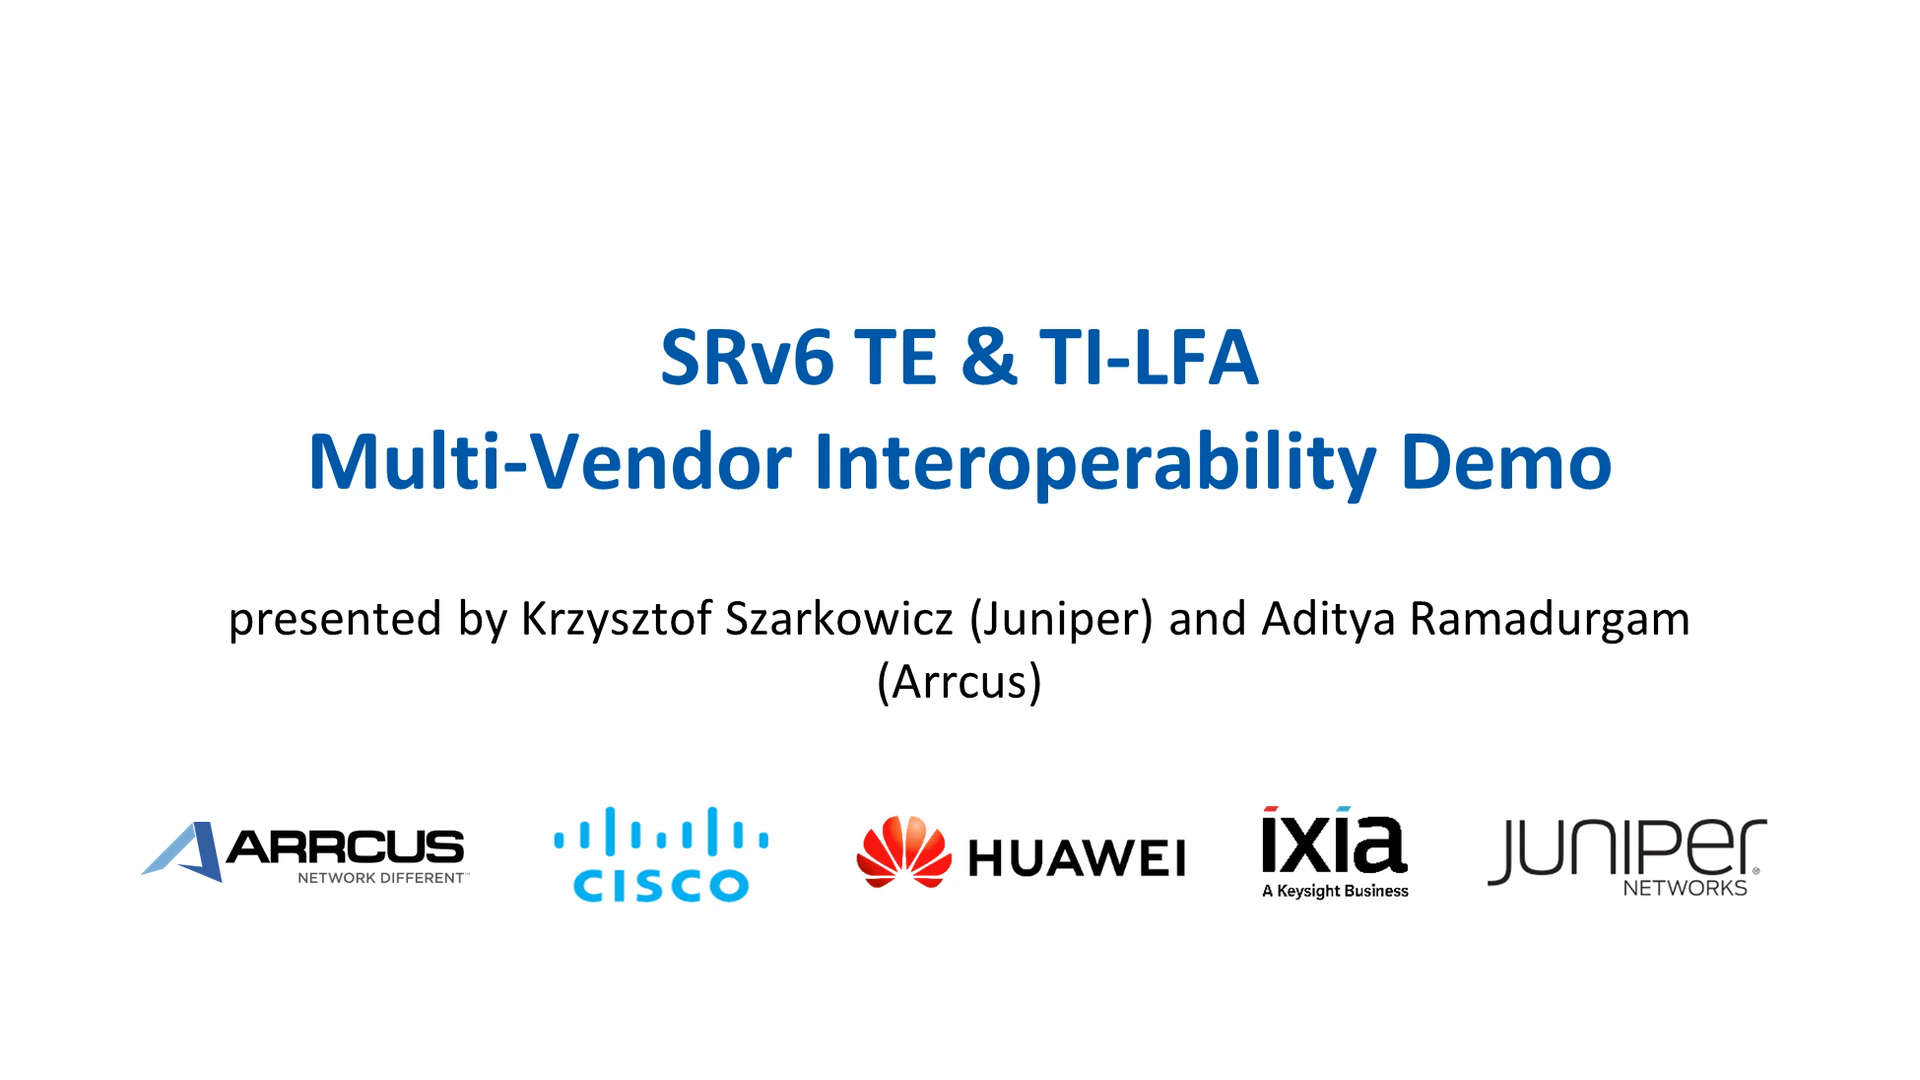 SRv6 TE & TI-LFA
Multi-Vendor Interoperability Demo
presented by Krzysztof Szarkowicz (Juniper) and Aditya Ramadurgam
(Arrcus)
ARRCUS
NETWORK DIFFERENT™
CISCO
HUAWEI
ixia
A Keysight Business
JUNIPER
NETWORKS®